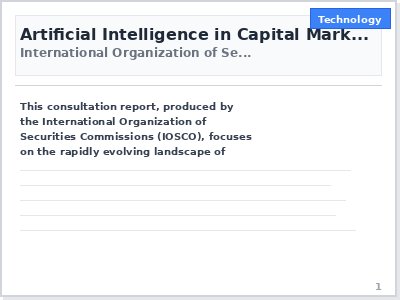 Technology
Artificial Intelligence in Capital Mark...
International Organization of Se...
This consultation report, produced by
the International Organization of
Securities Commissions (IOSCO), focuses
on the rapidly evolving landscape of
1